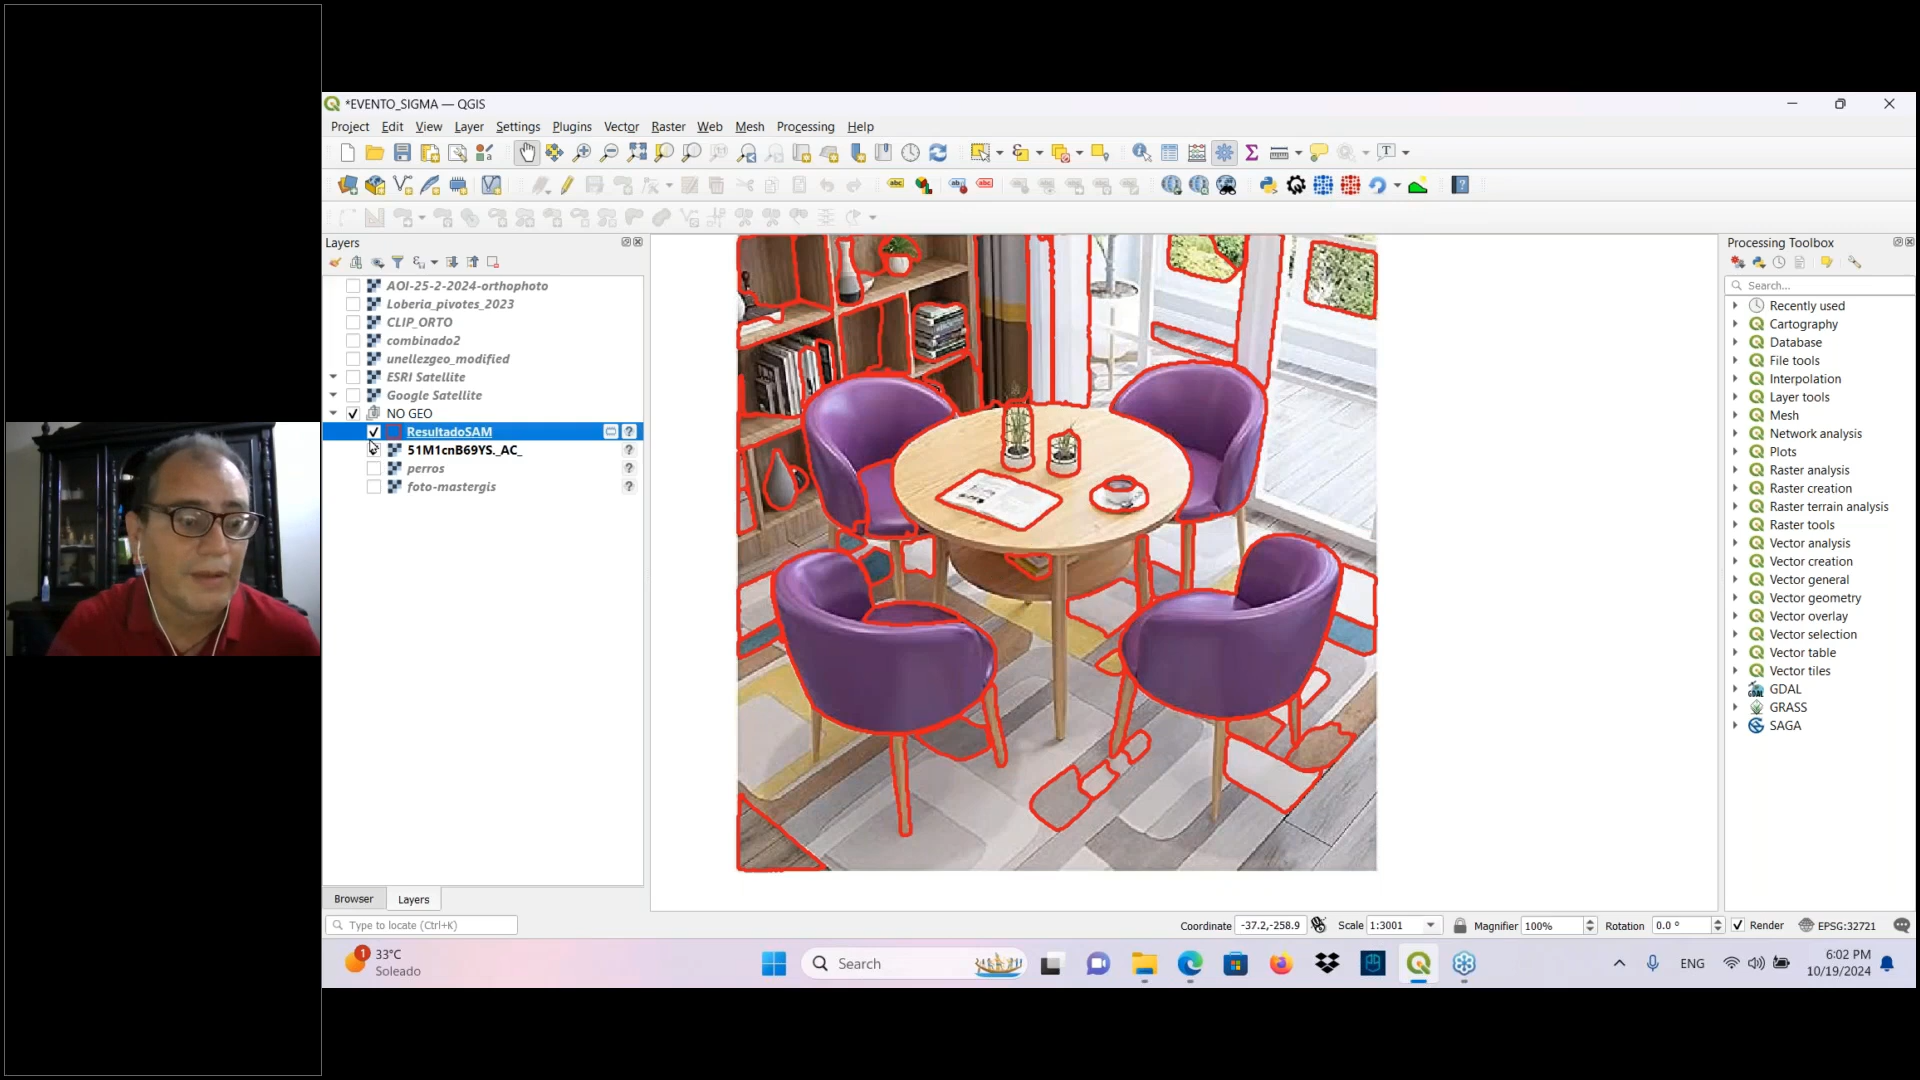 *EVENTO_SIGMA — QGIS
Project Edit View Layer Settings Plugins Vector Raster Web Mesh Processing Help
Layers
AOI-25-2-2024-orthophoto
Loberia_pivotes_2023
CLIP_ORTO
combinado2
unellezgeo_modified
ESRI Satellite
Google Satellite
NO GEO
ResultadoSAM
51M1cnB69YS._AC_
perros
foto-mastergis
Browser
Layers
Type to locate (Ctrl+K)
Processing Toolbox
Search...
Recently used
Cartography
Database
File tools
Interpolation
Layer tools
Mesh
Network analysis
Plots
Raster analysis
Raster creation
Raster terrain analysis
Raster tools
Vector analysis
Vector creation
Vector general
Vector geometry
Vector overlay
Vector selection
Vector table
Vector tiles
GDAL
GRASS
SAGA
Coordinate -37.2,-258.9 Scale 1:3001 Magnifier 100% Rotation 0.0 ° Render EPSG:32721
1
33°C
Soleado
Search
ENG
6:02 PM
10/19/2024